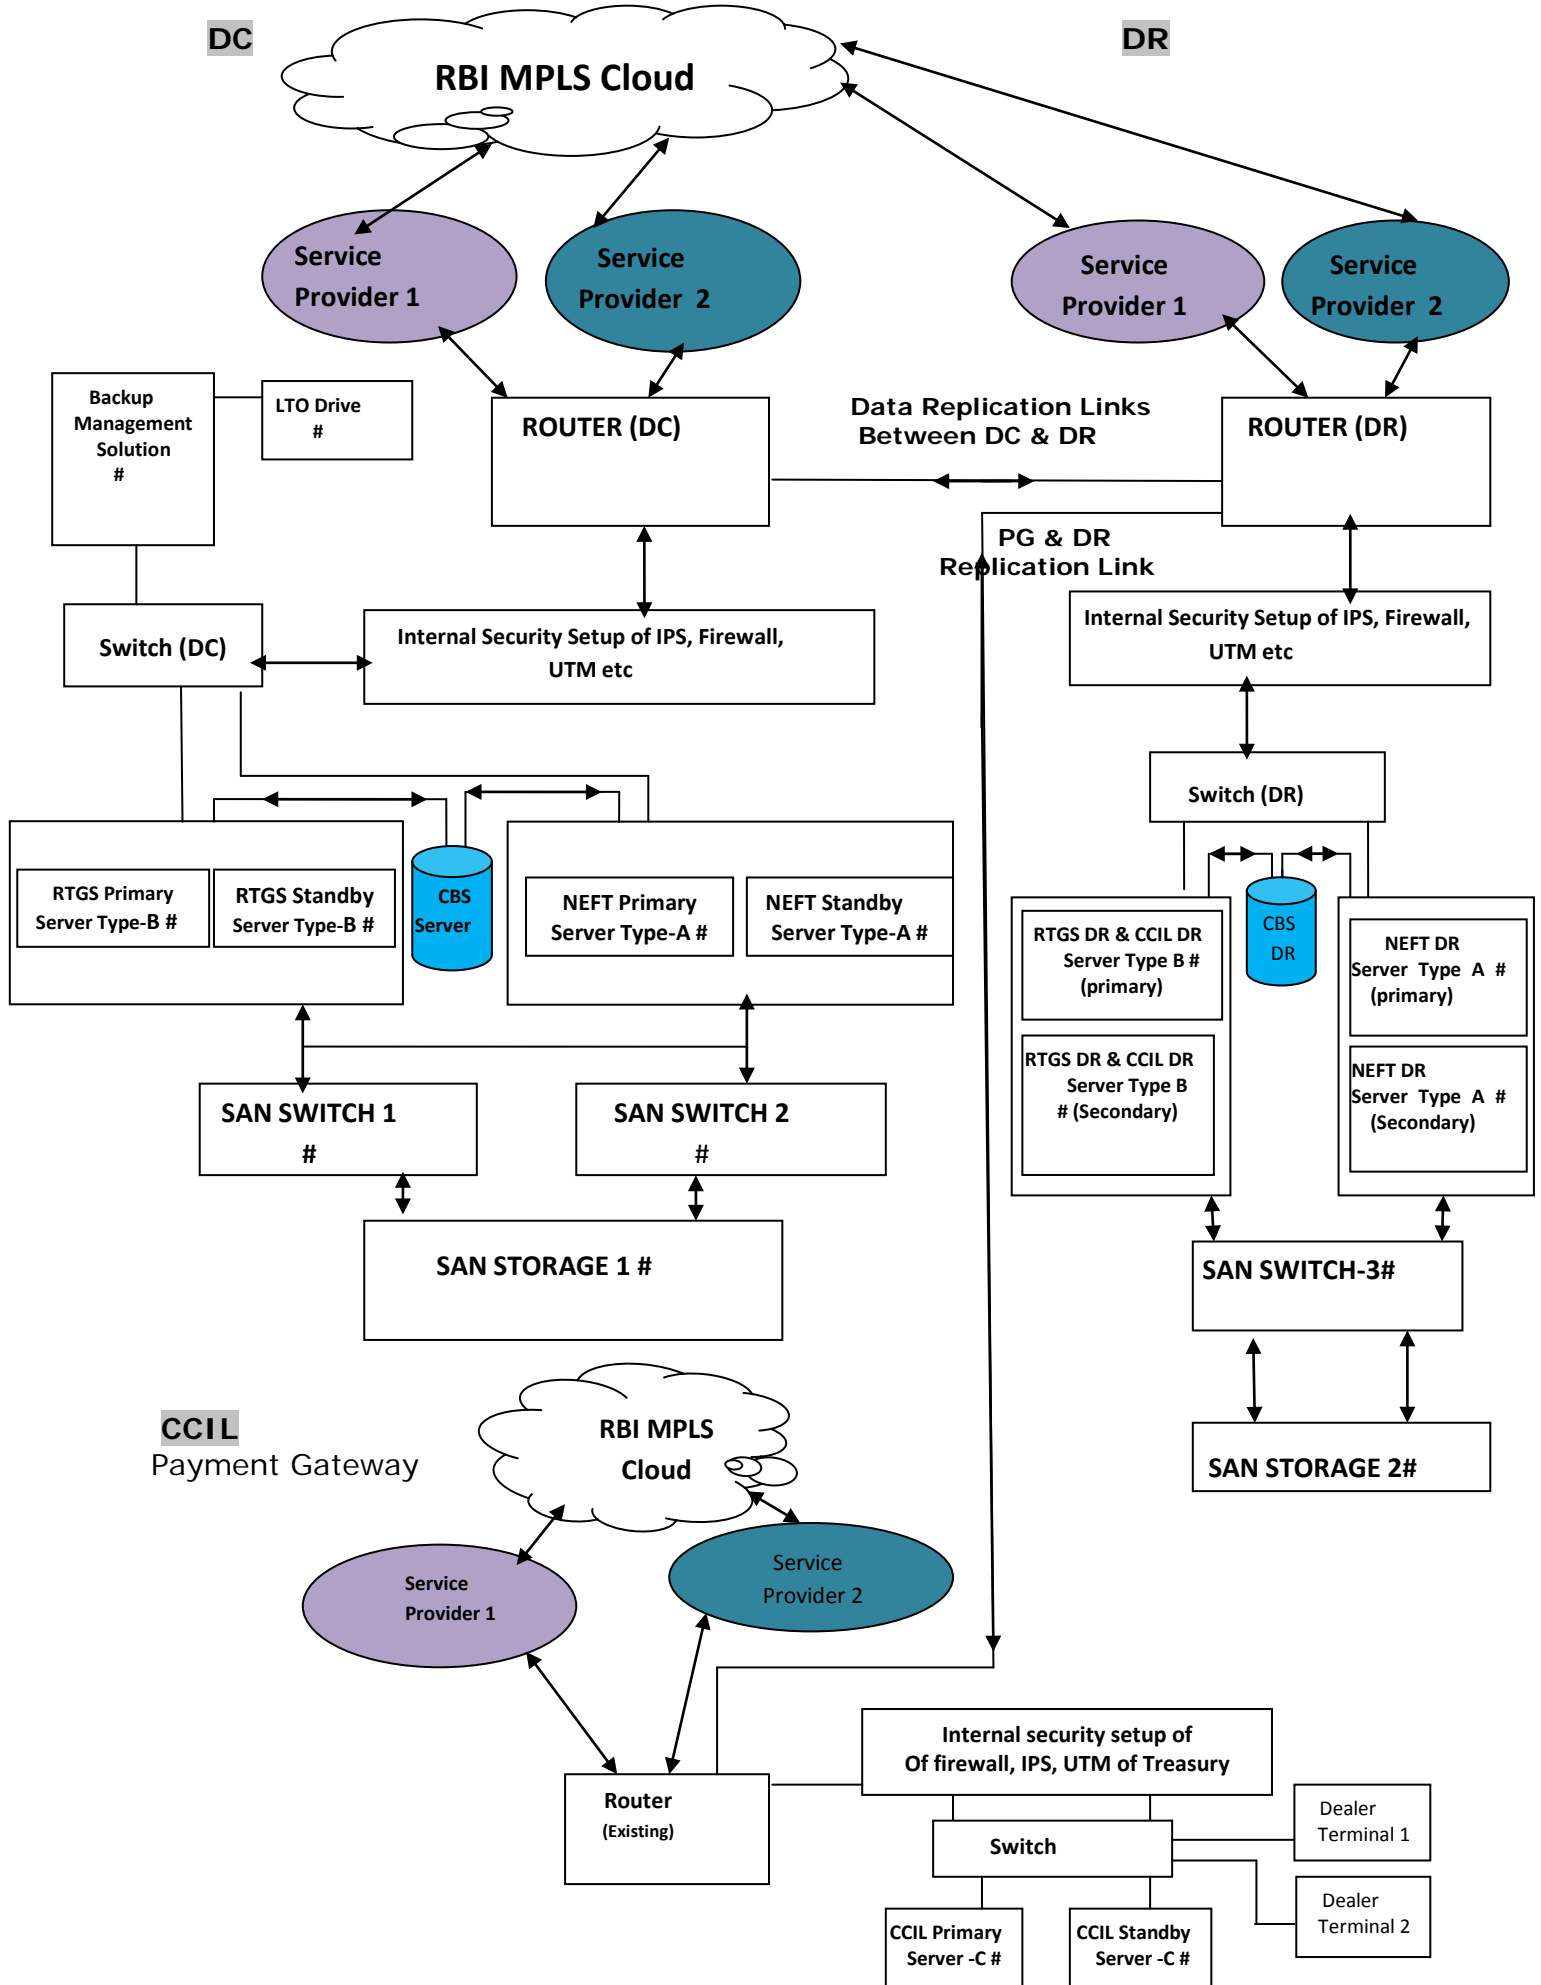 DC
DR
RBI MPLS Cloud
Service
Provider 1
Service
Provider 2
Service
Provider 1
Service
Provider 2
Backup
Management
Solution
#
LTO Drive
#
ROUTER (DC)
Data Replication Links
Between DC & DR
ROUTER (DR)
PG & DR
Replication Link
Switch (DC)
Internal Security Setup of IPS, Firewall,
UTM etc
Internal Security Setup of IPS, Firewall,
UTM etc
Switch (DR)
RTGS Primary
Server Type-B #
RTGS Standby
Server Type-B #
CBS
Server
NEFT Primary
Server Type-A #
NEFT Standby
Server Type-A #
RTGS DR & CCIL DR
Server Type B #
(primary)
CBS
DR
NEFT DR
Server Type A #
(primary)
RTGS DR & CCIL DR
Server Type B
# (Secondary)
NEFT DR
Server Type A #
(Secondary)
SAN SWITCH 1
#
SAN SWITCH 2
#
SAN STORAGE 1 #
SAN SWITCH-3#
SAN STORAGE 2#
CCIL
Payment Gateway
RBI MPLS
Cloud
Service
Provider 1
Service
Provider 2
Router
(Existing)
Internal security setup of
Of firewall, IPS, UTM of Treasury
Switch
Dealer
Terminal 1
Dealer
Terminal 2
CCIL Primary
Server -C #
CCIL Standby
Server -C #